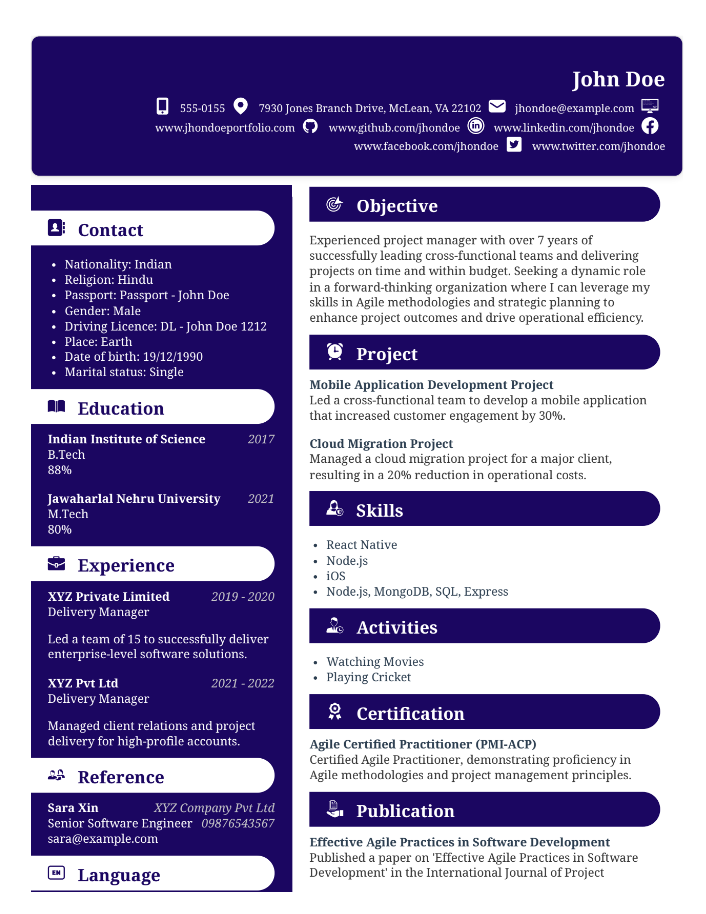 John Doe
555-0155 7930 Jones Branch Drive, McLean, VA 22102 jhondoe@example.com
www.jhondoeportfolio.com www.github.com/jhondoe www.linkedin.com/jhondoe
www.facebook.com/jhondoe www.twitter.com/jhondoe
Contact
• Nationality: Indian
• Religion: Hindu
• Passport: Passport - John Doe
• Gender: Male
• Driving Licence: DL - John Doe 1212
• Place: Earth
• Date of birth: 19/12/1990
• Marital status: Single
Education
Indian Institute of Science 2017
B.Tech
88%
Jawaharlal Nehru University 2021
M.Tech
80%
Experience
XYZ Private Limited 2019 - 2020
Delivery Manager
Led a team of 15 to successfully deliver
enterprise-level software solutions.
XYZ Pvt Ltd 2021 - 2022
Delivery Manager
Managed client relations and project
delivery for high-profile accounts.
Reference
Sara Xin XYZ Company Pvt Ltd
Senior Software Engineer 09876543567
sara@example.com
EN Language
Objective
Experienced project manager with over 7 years of
successfully leading cross-functional teams and delivering
projects on time and within budget. Seeking a dynamic role
in a forward-thinking organization where I can leverage my
skills in Agile methodologies and strategic planning to
enhance project outcomes and drive operational efficiency.
Project
Mobile Application Development Project
Led a cross-functional team to develop a mobile application
that increased customer engagement by 30%.
Cloud Migration Project
Managed a cloud migration project for a major client,
resulting in a 20% reduction in operational costs.
Skills
• React Native
• Node.js
• iOS
• Node.js, MongoDB, SQL, Express
Activities
• Watching Movies
• Playing Cricket
Certification
Agile Certified Practitioner (PMI-ACP)
Certified Agile Practitioner, demonstrating proficiency in
Agile methodologies and project management principles.
Publication
Effective Agile Practices in Software Development
Published a paper on 'Effective Agile Practices in Software
Development' in the International Journal of Project